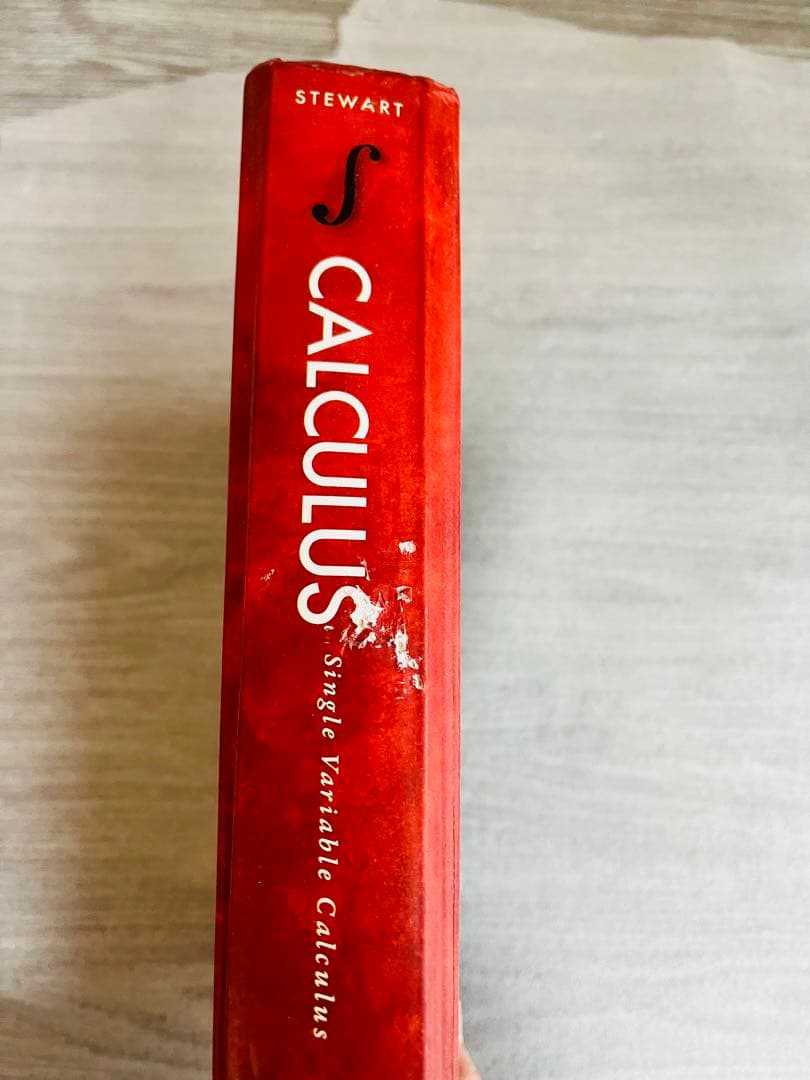 STEWART
∫
CALCULUS
Single Variable Calculus